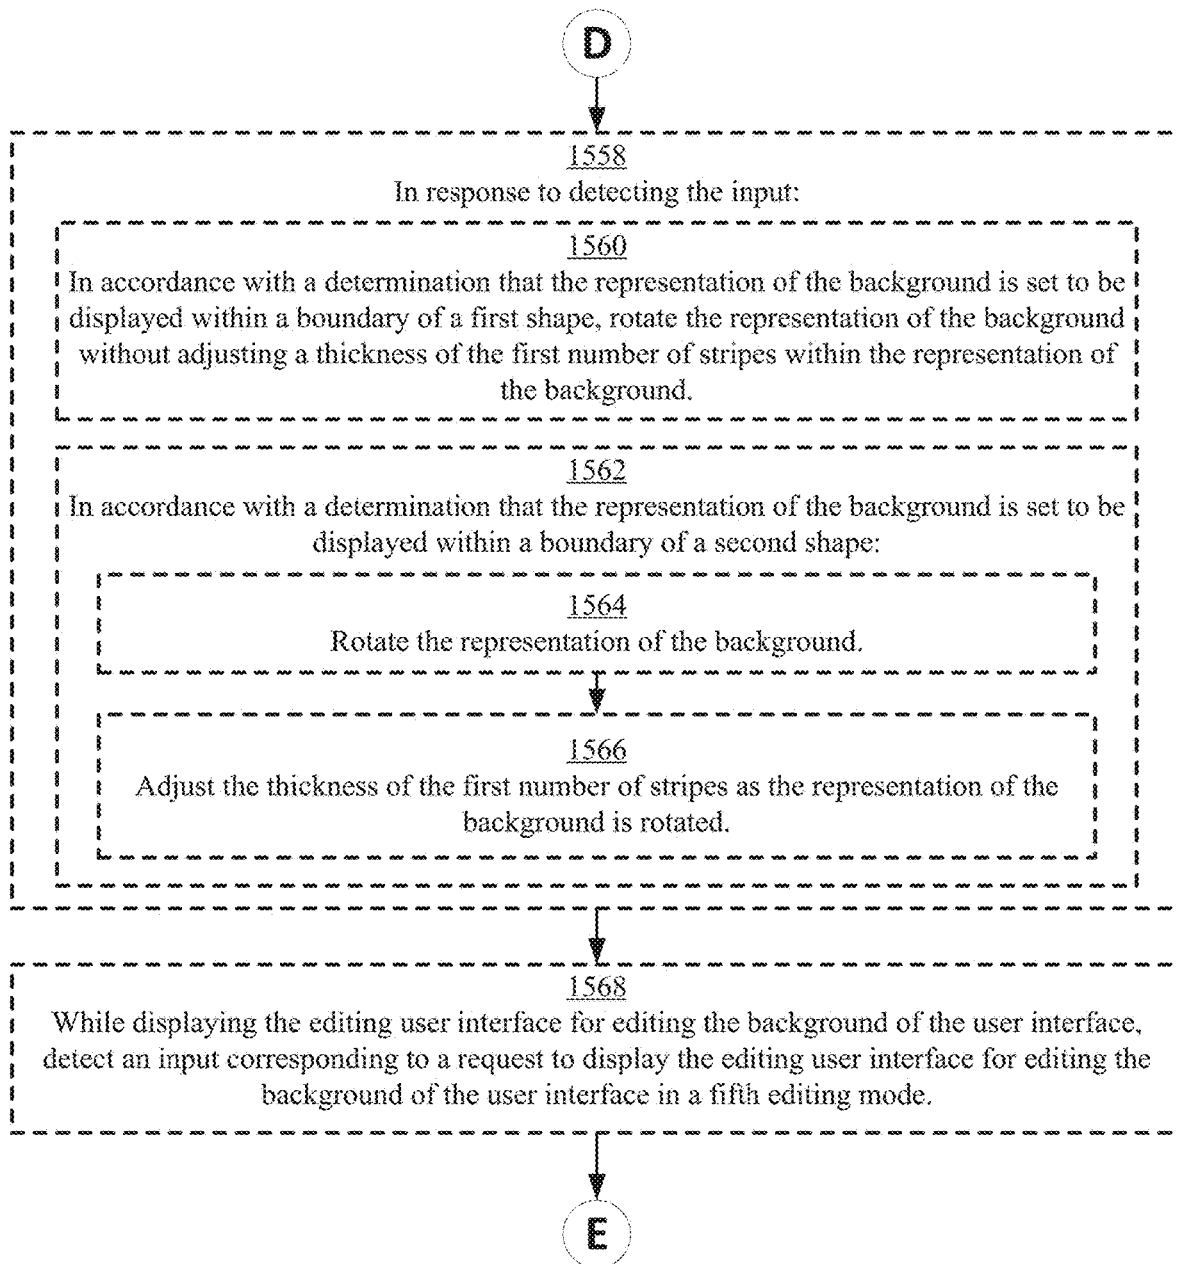 D
1558
In response to detecting the input:
1560
In accordance with a determination that the representation of the background is set to be
displayed within a boundary of a first shape, rotate the representation of the background
without adjusting a thickness of the first number of stripes within the representation of
the background.
1562
In accordance with a determination that the representation of the background is set to be
displayed within a boundary of a second shape:
1564
Rotate the representation of the background.
1566
Adjust the thickness of the first number of stripes as the representation of the
background is rotated.
1568
While displaying the editing user interface for editing the background of the user interface,
detect an input corresponding to a request to display the editing user interface for editing the
background of the user interface in a fifth editing mode.
E